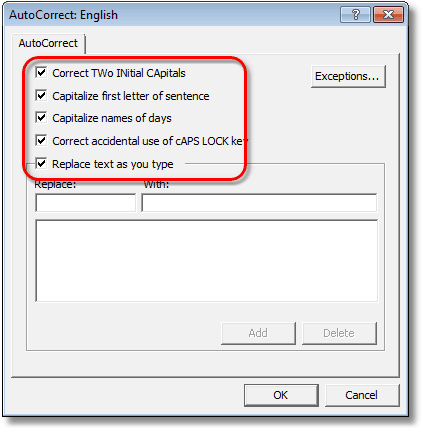 AutoCorrect: English
AutoCorrect
Correct TWo INitial CApitals
Exceptions...
Capitalize first letter of sentence
Capitalize names of days
Correct accidental use of cAPS LOCK key
Replace text as you type
Replace: With:
Add Delete
OK Cancel